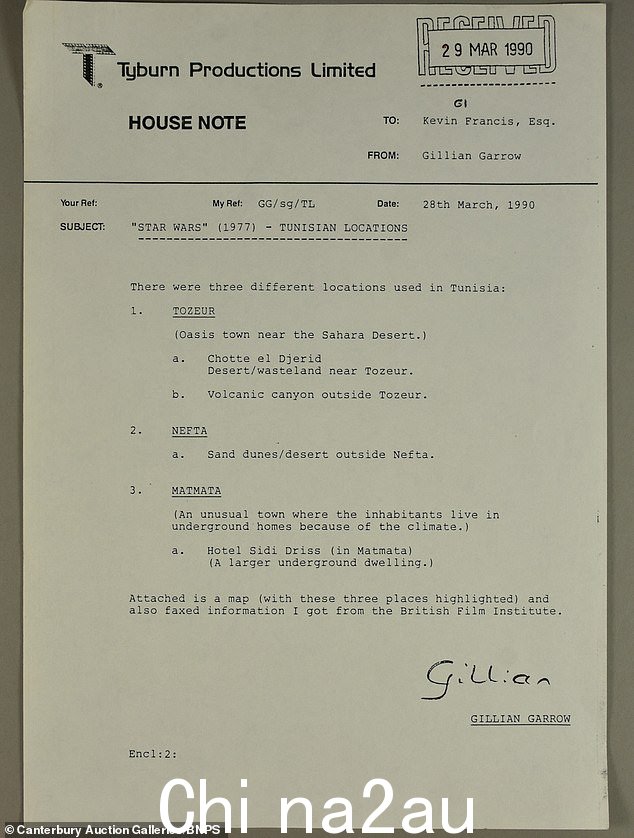 RECEIVED
29 MAR 1990
RECEIVED
Tyburn Productions Limited
HOUSE NOTE
TO: Kevin Francis, Esq.
FROM: Gillian Garrow
Your Ref: My Ref: GG/sg/TL Date: 28th March, 1990
SUBJECT: "STAR WARS" (1977) - TUNISIAN LOCATIONS
There were three different locations used in Tunisia:
1. TOZEUR
(Oasis town near the Sahara Desert.)
a. Chotte el Djerid
Desert/wasteland near Tozeur.
b. Volcanic canyon outside Tozeur.
2. NEFTA
a. Sand dunes/desert outside Nefta.
3. MATMATA
(An unusual town where the inhabitants live in
underground homes because of the climate.)
a. Hotel Sidi Driss (in Matmata)
(A larger underground dwelling.)
Attached is a map (with these three places highlighted) and
also faxed information I got from the British Film Institute.
Gillian
GILLIAN GARROW
Encl:2:
Chi na2au
© Canterbury Auction Galleries/BNPS